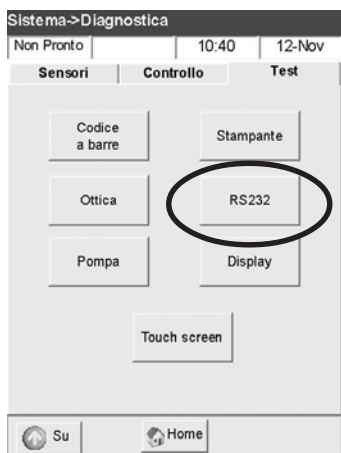 Sistema->Diagnostica
Non Pronto 10:40 12-Nov
Sensori Controllo Test
Codice
a barre
Stampante
Ottica
RS232
Pompa
Display
Touch screen
Su Home